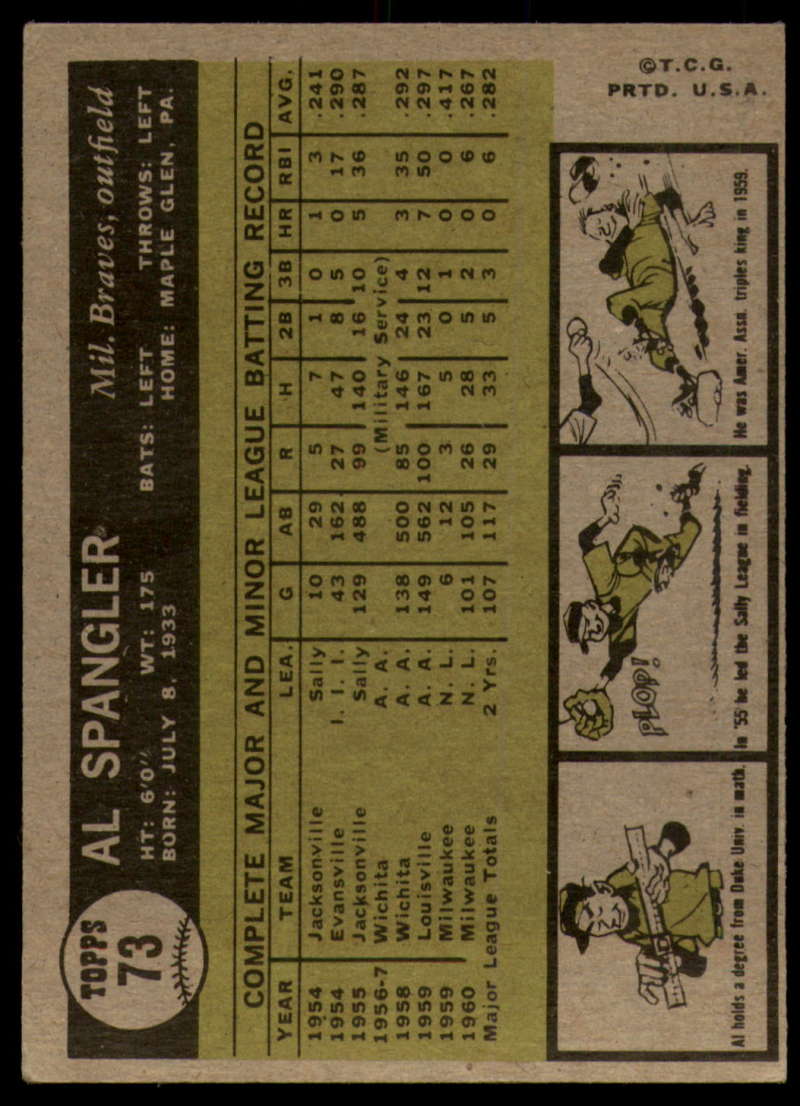 TOPPS
73
AL SPANGLER Mil. Braves, outfield
HT: 6'0" WT: 175 BATS: LEFT THROWS: LEFT
BORN: JULY 8, 1933 HOME: MAPLE GLEN, PA.
COMPLETE MAJOR AND MINOR LEAGUE BATTING RECORD
YEAR TEAM LEA. G AB R H 2B 3B HR RBI AVG.
1954 Jacksonville Sally 10 29 5 7 1 0 1 3 .241
1954 Evansville I. I. I. 43 162 27 47 8 5 0 17 .290
1955 Jacksonville Sally 129 488 99 140 16 10 5 36 .287
1956-7 Wichita A. A. (Military Service)
1958 Wichita A. A. 138 500 85 146 24 4 3 35 .292
1959 Louisville A. A. 149 562 100 167 23 12 7 50 .297
1959 Milwaukee N. L. 6 12 3 5 0 1 0 0 .417
1960 Milwaukee N. L. 101 105 26 28 5 2 0 6 .267
Major League Totals 2 Yrs. 107 117 29 33 5 3 0 6 .282
Al holds a degree from Duke Univ. in math.
PLOP!
In '55 he led the Sally League in fielding.
He was Amer. Assn. triples king in 1959.
©T.C.G.
PRTD. U.S.A.